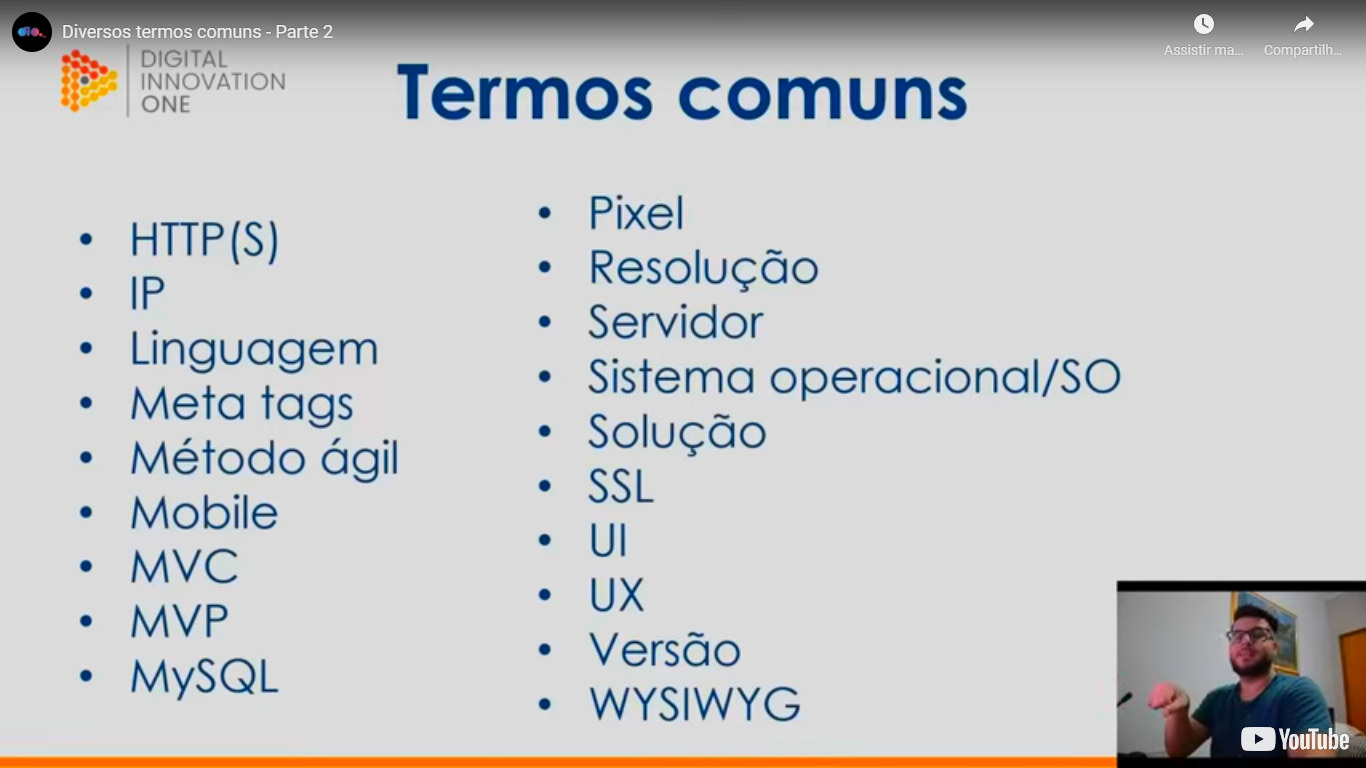 Diversos termos comuns - Parte 2
Assistir ma...
Compartilh...
DIGITAL
INNOVATION
ONE
Termos comuns
• HTTP(S)
• IP
• Linguagem
• Meta tags
• Método ágil
• Mobile
• MVC
• MVP
• MySQL
• Pixel
• Resolução
• Servidor
• Sistema operacional/SO
• Solução
• SSL
• UI
• UX
• Versão
• WYSIWYG
YouTube